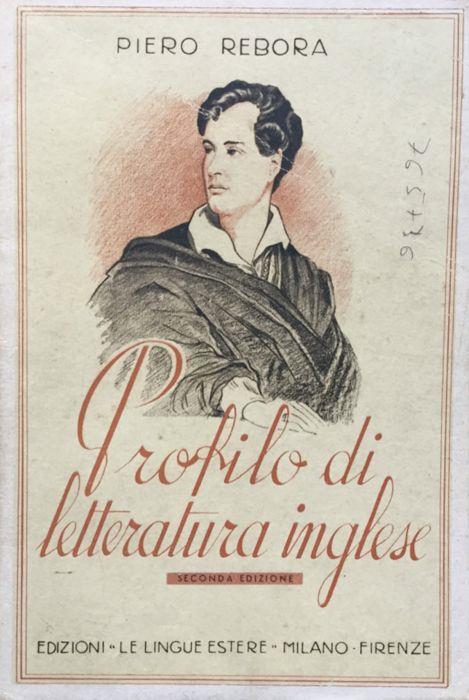 PIERO REBORA
Profilo di
letteratura inglese
SECONDA EDIZIONE
EDIZIONI "LE LINGUE ESTERE" MILANO - FIRENZE